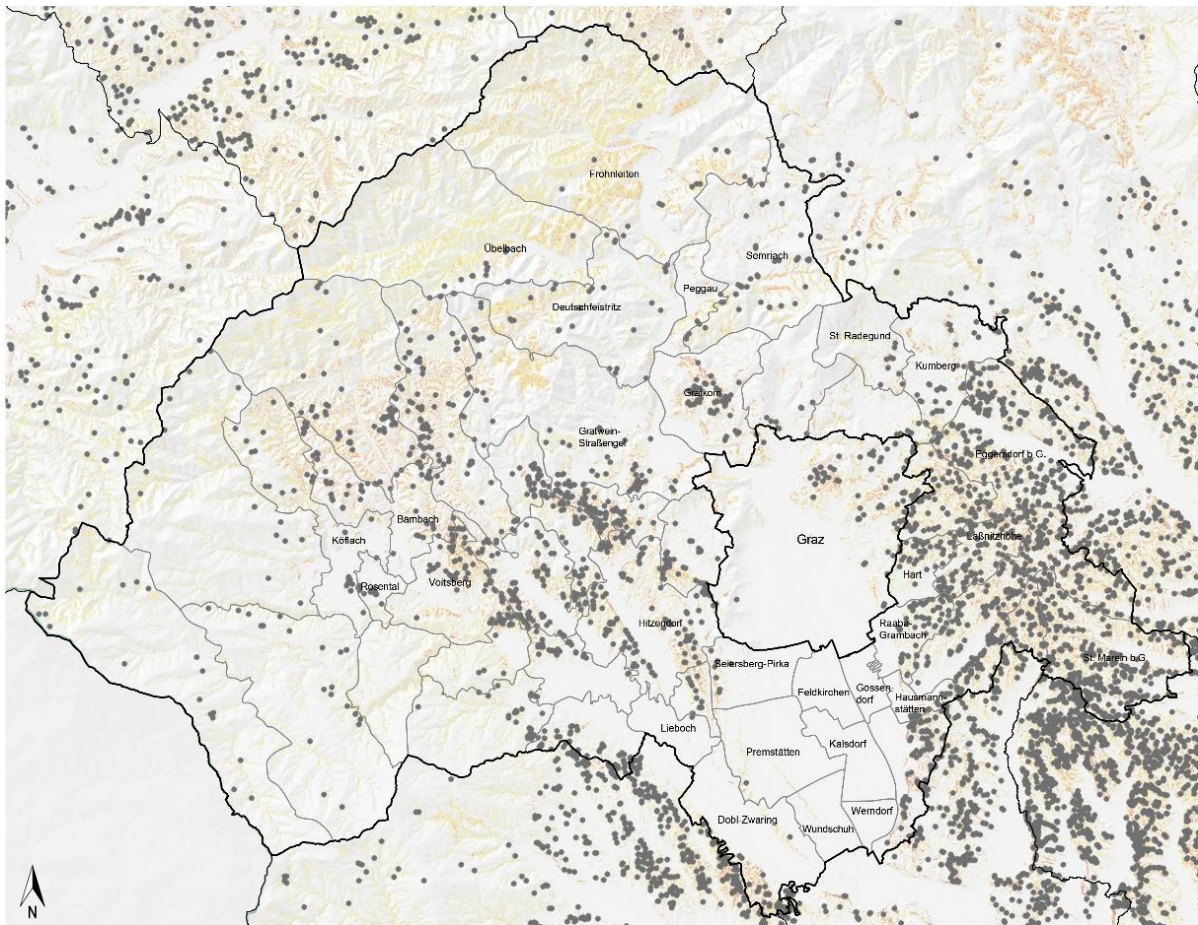 Frohnleiten
Übelbach
Semriach
Peggau
Deutschfeistritz
St. Radegund
Kumberg
Gratkorn
Gratwein-
Straßengel
Eggersdorf b.G.
Bärnbach
Laßnitzhöhe
Köflach
Graz
Hart
Rosental
Voitsberg
Hitzendorf
Raaba-
Grambach
St. Marein b.G.
Seiersberg-Pirka
Feldkirchen
Gössen-
dorf
Hausmann-
stätten
Lieboch
Kalsdorf
Premstätten
Werndorf
Dobl-Zwaring
Wundschuh
N